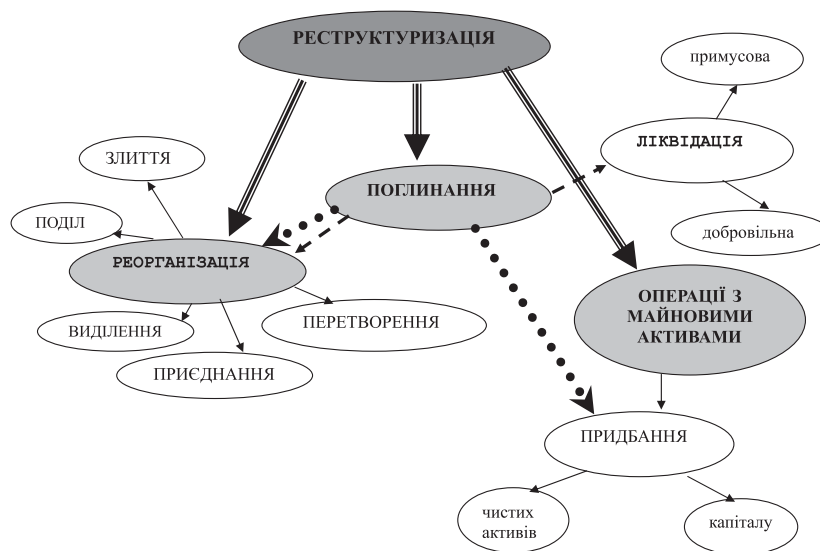 РЕСТРУКТУРИЗАЦІЯ
примусова
ЛІКВІДАЦІЯ
ЗЛИТТЯ
ПОГЛИНАННЯ
ПОДІЛ
добровільна
РЕОРГАНІЗАЦІЯ
ОПЕРАЦІЇ З
МАЙНОВИМИ
АКТИВАМИ
ПЕРЕТВОРЕННЯ
ВИДІЛЕННЯ
ПРИЄДНАННЯ
ПРИДБАННЯ
чистих
активів
капіталу